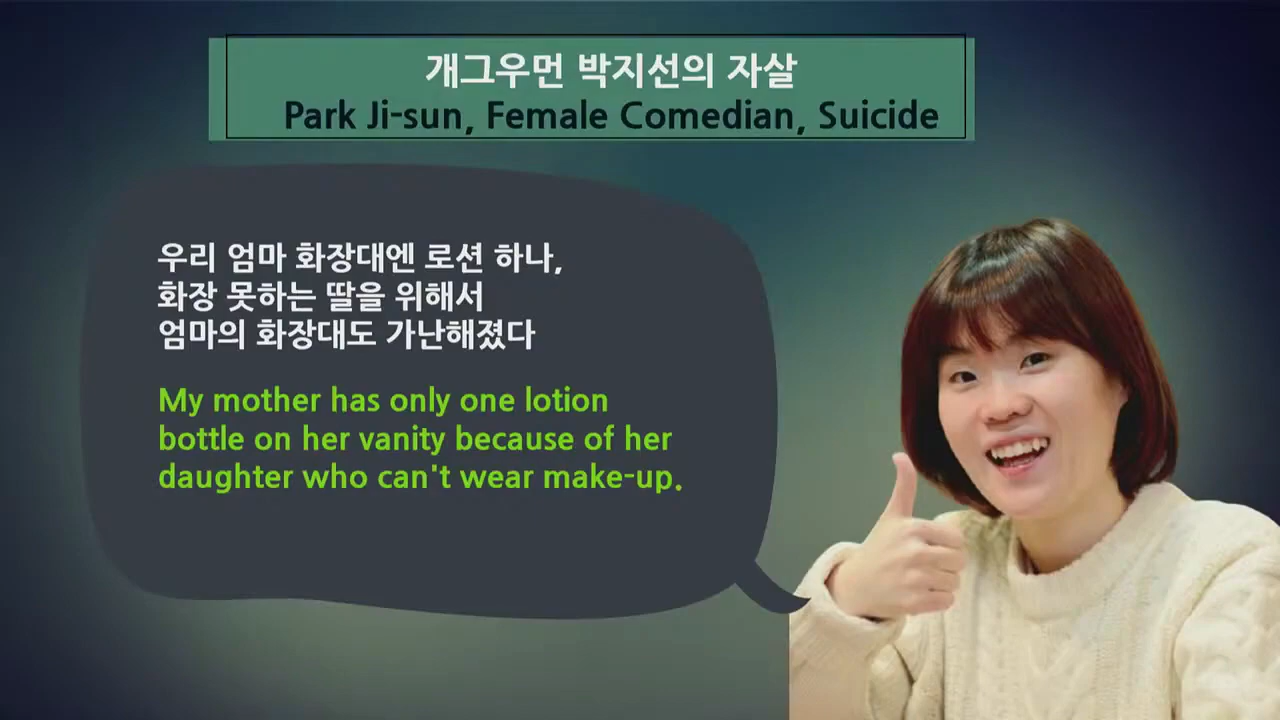 개그우먼 박지선의 자살
Park Ji-sun, Female Comedian, Suicide
우리 엄마 화장대엔 로션 하나,
화장 못하는 딸을 위해서
엄마의 화장대도 가난해졌다
My mother has only one lotion
bottle on her vanity because of her
daughter who can't wear make-up.